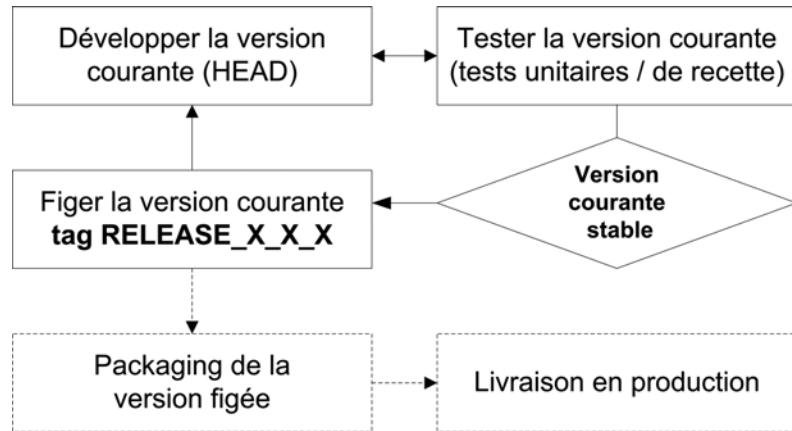 Développer la version
courante (HEAD)
Tester la version courante
(tests unitaires / de recette)
Figer la version courante
tag RELEASE_X_X_X
Version
courante
stable
Packaging de la
version figée
Livraison en production